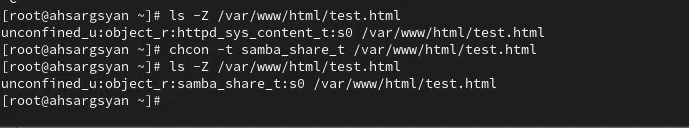 [root@ahsargsyan ~]# ls -Z /var/www/html/test.html
unconfined_u:object_r:httpd_sys_content_t:s0 /var/www/html/test.html
[root@ahsargsyan ~]# chcon -t samba_share_t /var/www/html/test.html
[root@ahsargsyan ~]# ls -Z /var/www/html/test.html
unconfined_u:object_r:samba_share_t:s0 /var/www/html/test.html
[root@ahsargsyan ~]#